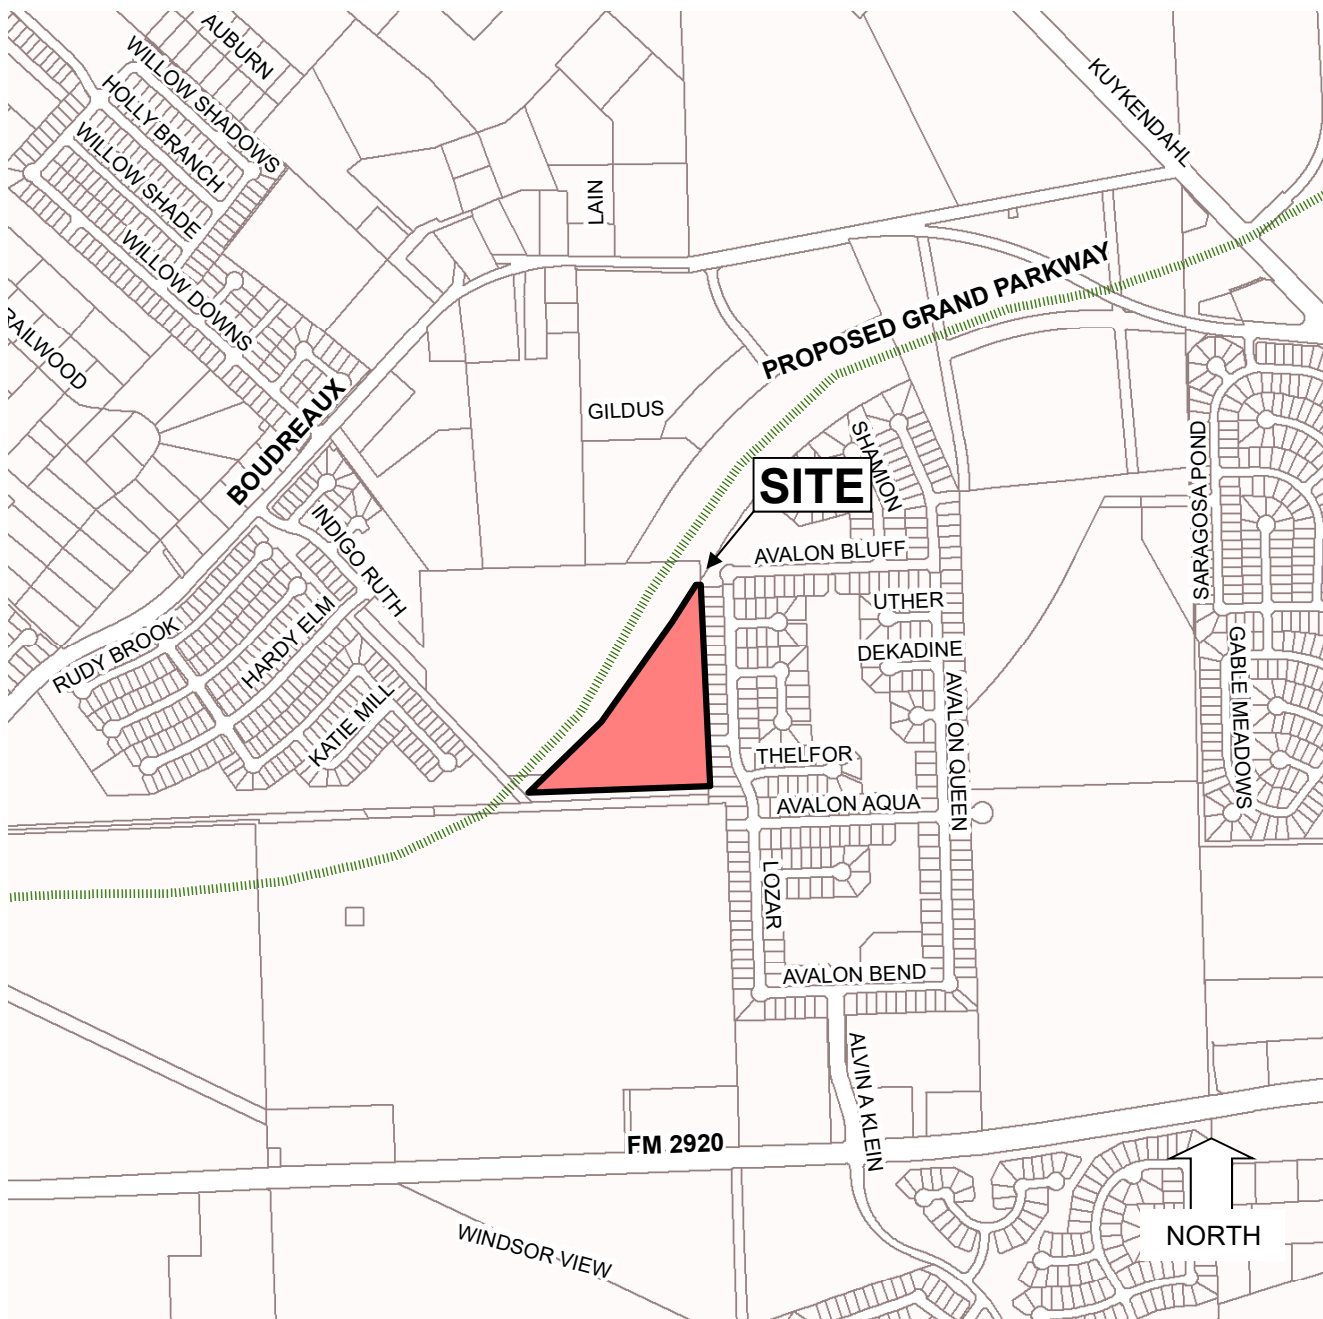 AUBURN
WILLOW SHADOWS
HOLLY BRANCH
WILLOW SHADE
WILLOW DOWNS
RAILWOOD
BOUDREAUX
LAIN
KUYKENDAHL
PROPOSED GRAND PARKWAY
GILDUS
SHAMION
SITE
SARAGOSA POND
INDIGO RUTH
AVALON BLUFF
UTHER
RUDY BROOK
HARDY ELM
DEKADINE
GABLE MEADOWS
KATIE MILL
AVALON QUEEN
THELFOR
AVALON AQUA
LOZAR
AVALON BEND
ALVIN A KLEIN
FM 2920
WINDSOR VIEW
NORTH